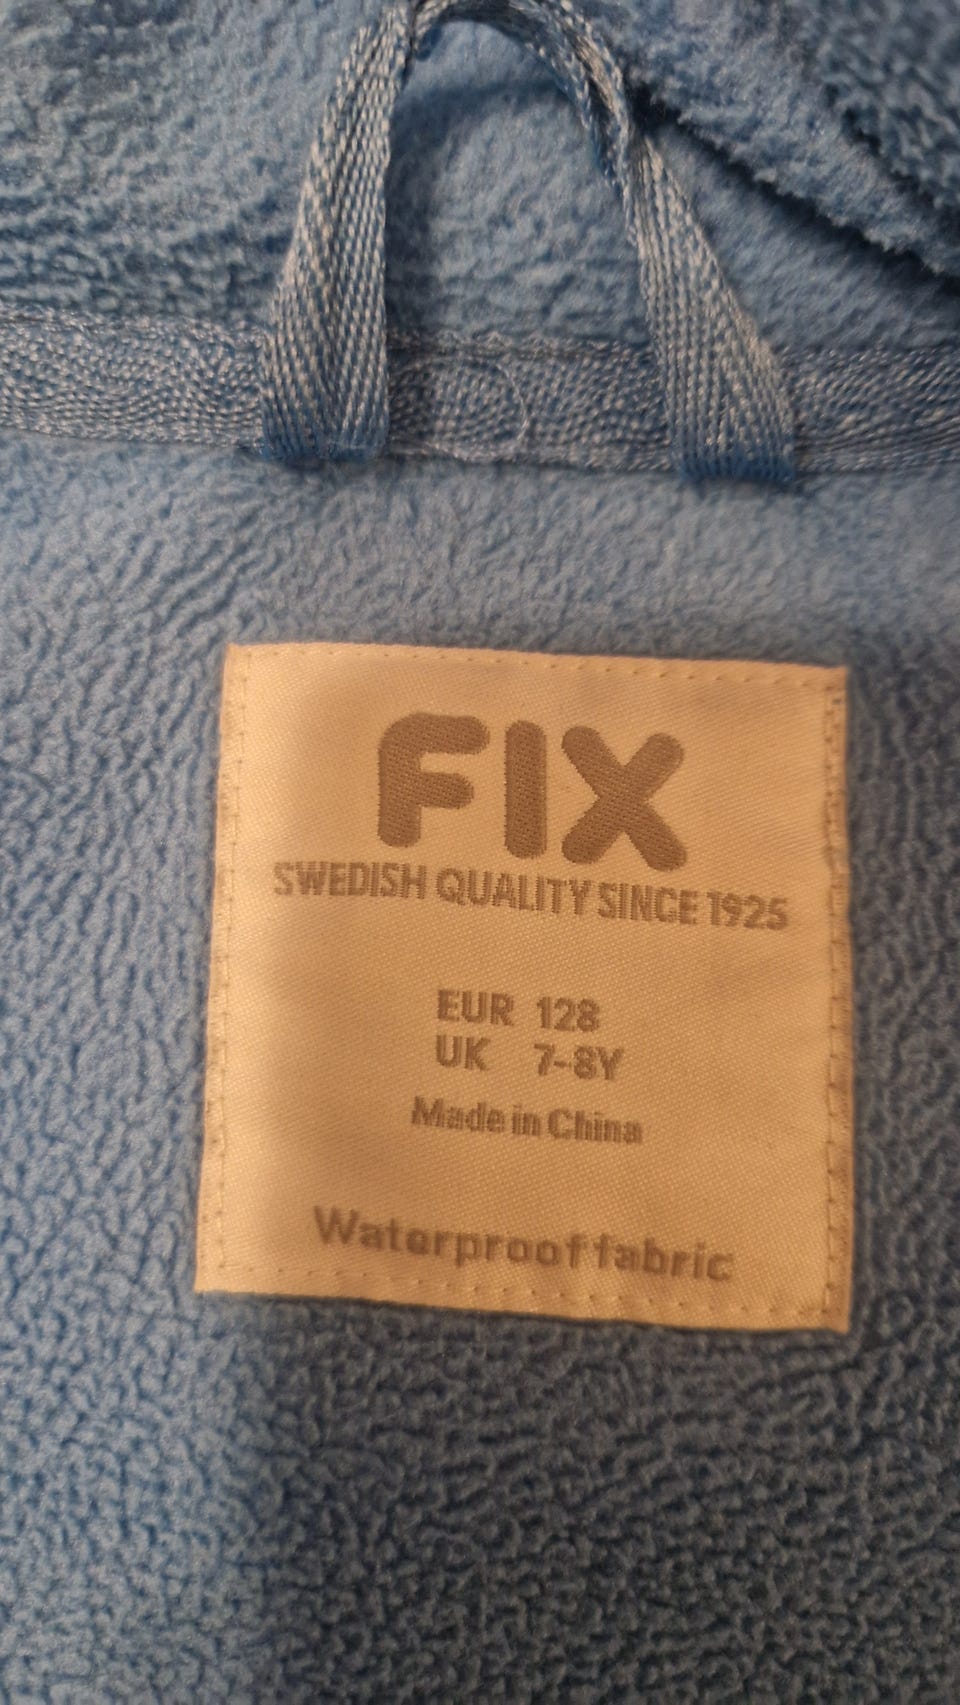 FIX
SWEDISH QUALITY SINCE 1925
EUR 128
UK 7-8Y
Made in China
Waterproof fabric